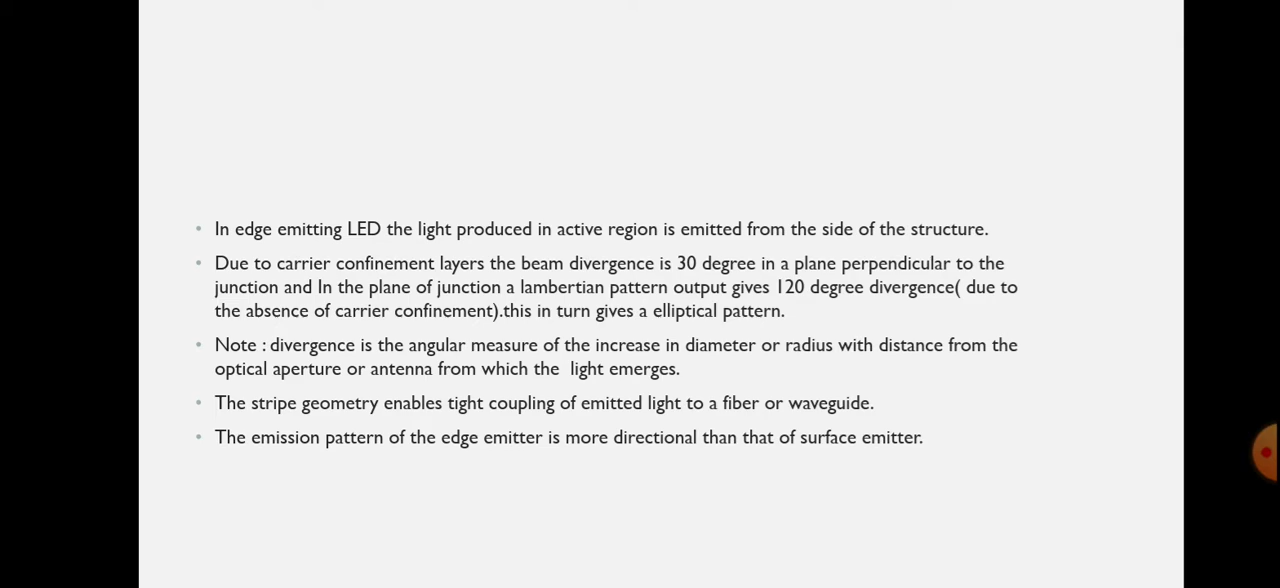 • In edge emitting LED the light produced in active region is emitted from the side of the structure.
• Due to carrier confinement layers the beam divergence is 30 degree in a plane perpendicular to the
junction and In the plane of junction a lambertian pattern output gives 120 degree divergence( due to
the absence of carrier confinement).this in turn gives a elliptical pattern.
• Note : divergence is the angular measure of the increase in diameter or radius with distance from the
optical aperture or antenna from which the  light emerges.
• The stripe geometry enables tight coupling of emitted light to a fiber or waveguide.
• The emission pattern of the edge emitter is more directional than that of surface emitter.